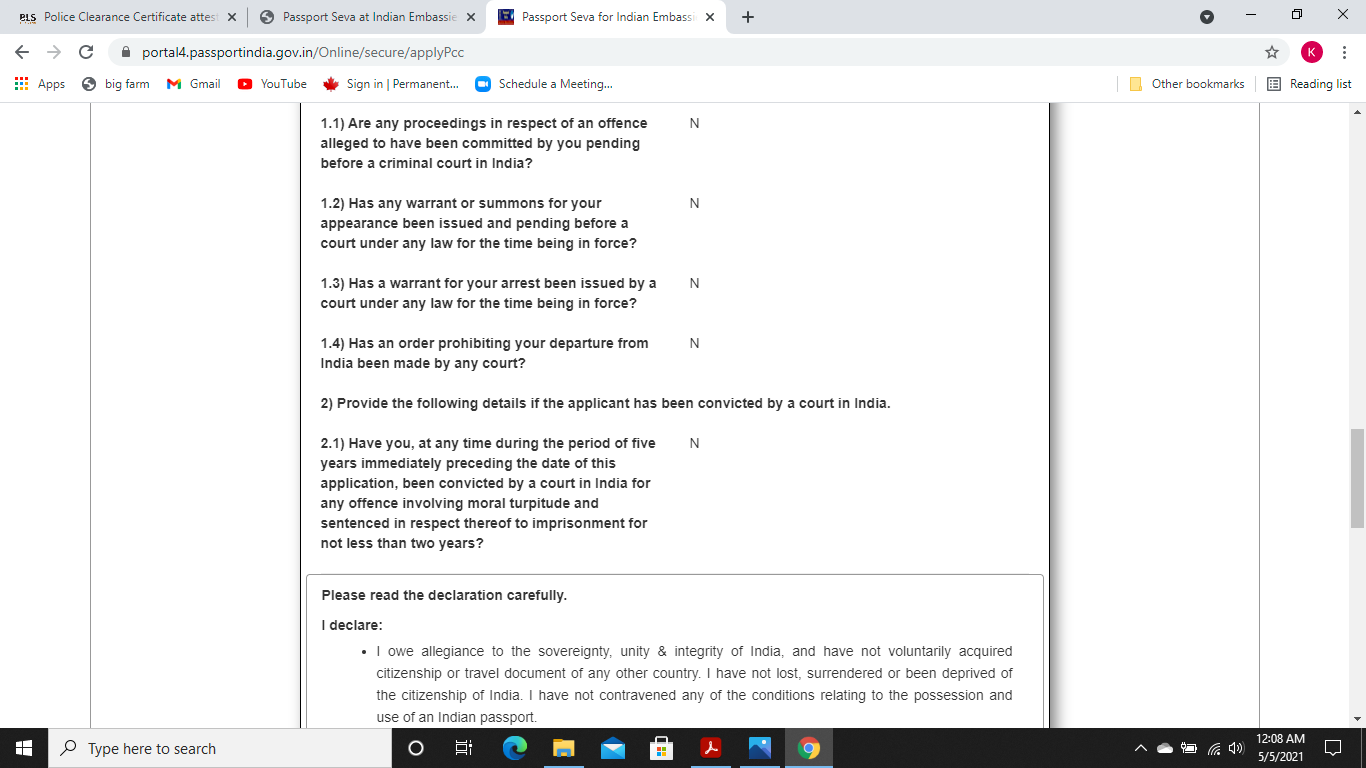 BLS Police Clearance Certificate attest
Passport Seva at Indian Embassie
Passport Seva for Indian Embassi
portal4.passportindia.gov.in/Online/secure/applyPcc
K
Apps big farm Gmail YouTube Sign in | Permanent... Schedule a Meeting... Other bookmarks Reading list
1.1) Are any proceedings in respect of an offence N
alleged to have been committed by you pending
before a criminal court in India?
1.2) Has any warrant or summons for your N
appearance been issued and pending before a
court under any law for the time being in force?
1.3) Has a warrant for your arrest been issued by a N
court under any law for the time being in force?
1.4) Has an order prohibiting your departure from N
India been made by any court?
2) Provide the following details if the applicant has been convicted by a court in India.
2.1) Have you, at any time during the period of five N
years immediately preceding the date of this
application, been convicted by a court in India for
any offence involving moral turpitude and
sentenced in respect thereof to imprisonment for
not less than two years?
Please read the declaration carefully.
I declare:
• I owe allegiance to the sovereignty, unity & integrity of India, and have not voluntarily acquired
citizenship or travel document of any other country. I have not lost, surrendered or been deprived of
the citizenship of India. I have not contravened any of the conditions relating to the possession and
use of an Indian passport.
Type here to search
12:08 AM
5/5/2021